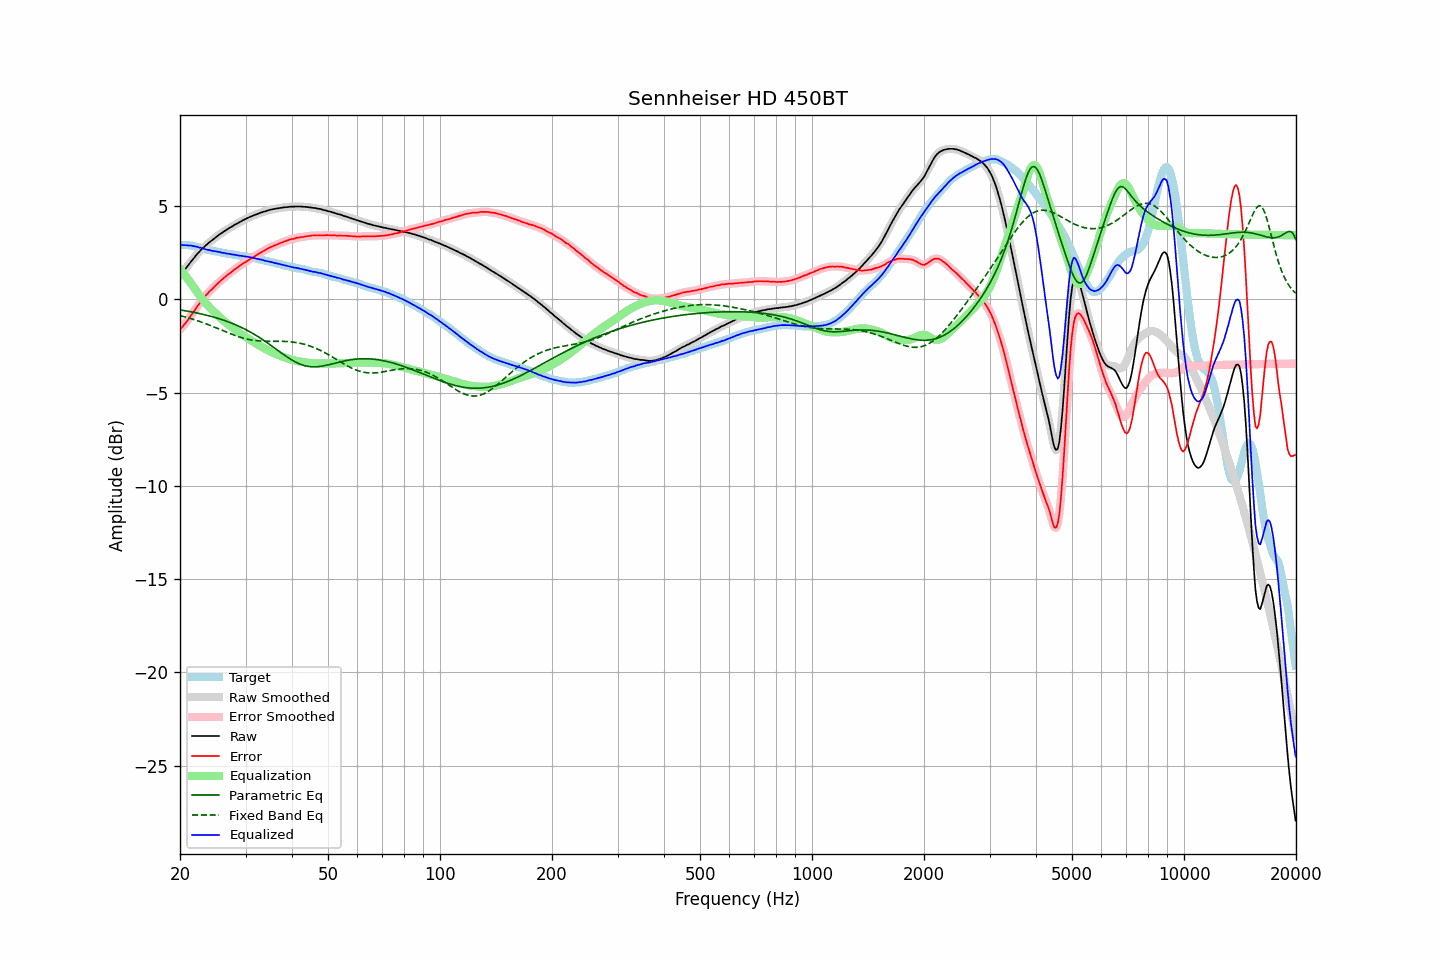 Sennheiser HD 450BT
Amplitude (dBr)
5
0
−5
−10
−15
−20
−25
Target
Raw Smoothed
Error Smoothed
Raw
Error
Equalization
Parametric Eq
Fixed Band Eq
Equalized
20 50 100 200 500 1000 2000 5000 10000 20000
Frequency (Hz)